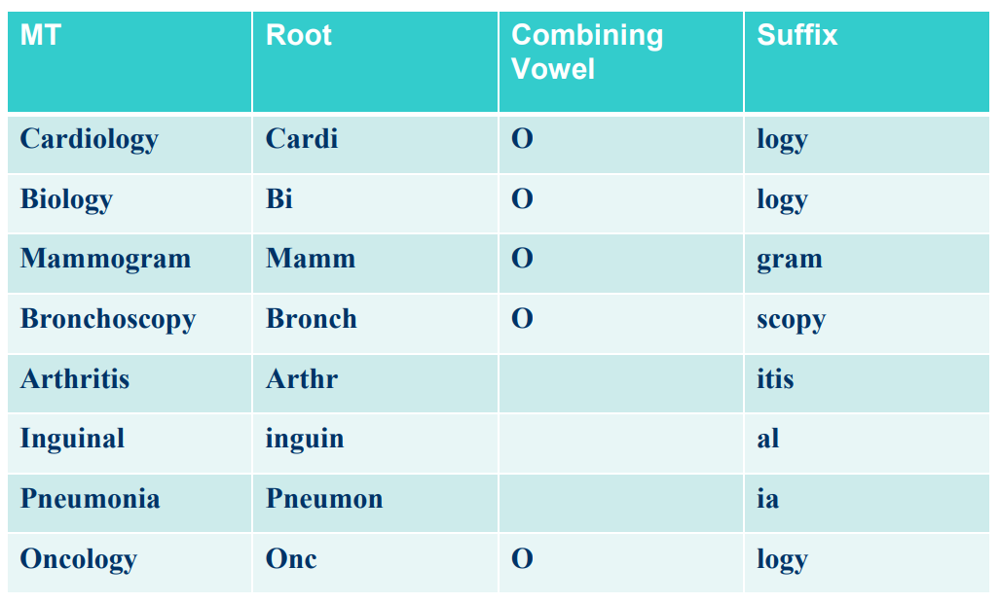 MT Root Combining Vowel Suffix
Cardiology Cardi O logy
Biology Bi O logy
Mammogram Mamm O gram
Bronchoscopy Bronch O scopy
Arthritis Arthr itis
Inguinal inguin al
Pneumonia Pneumon ia
Oncology Onc O logy